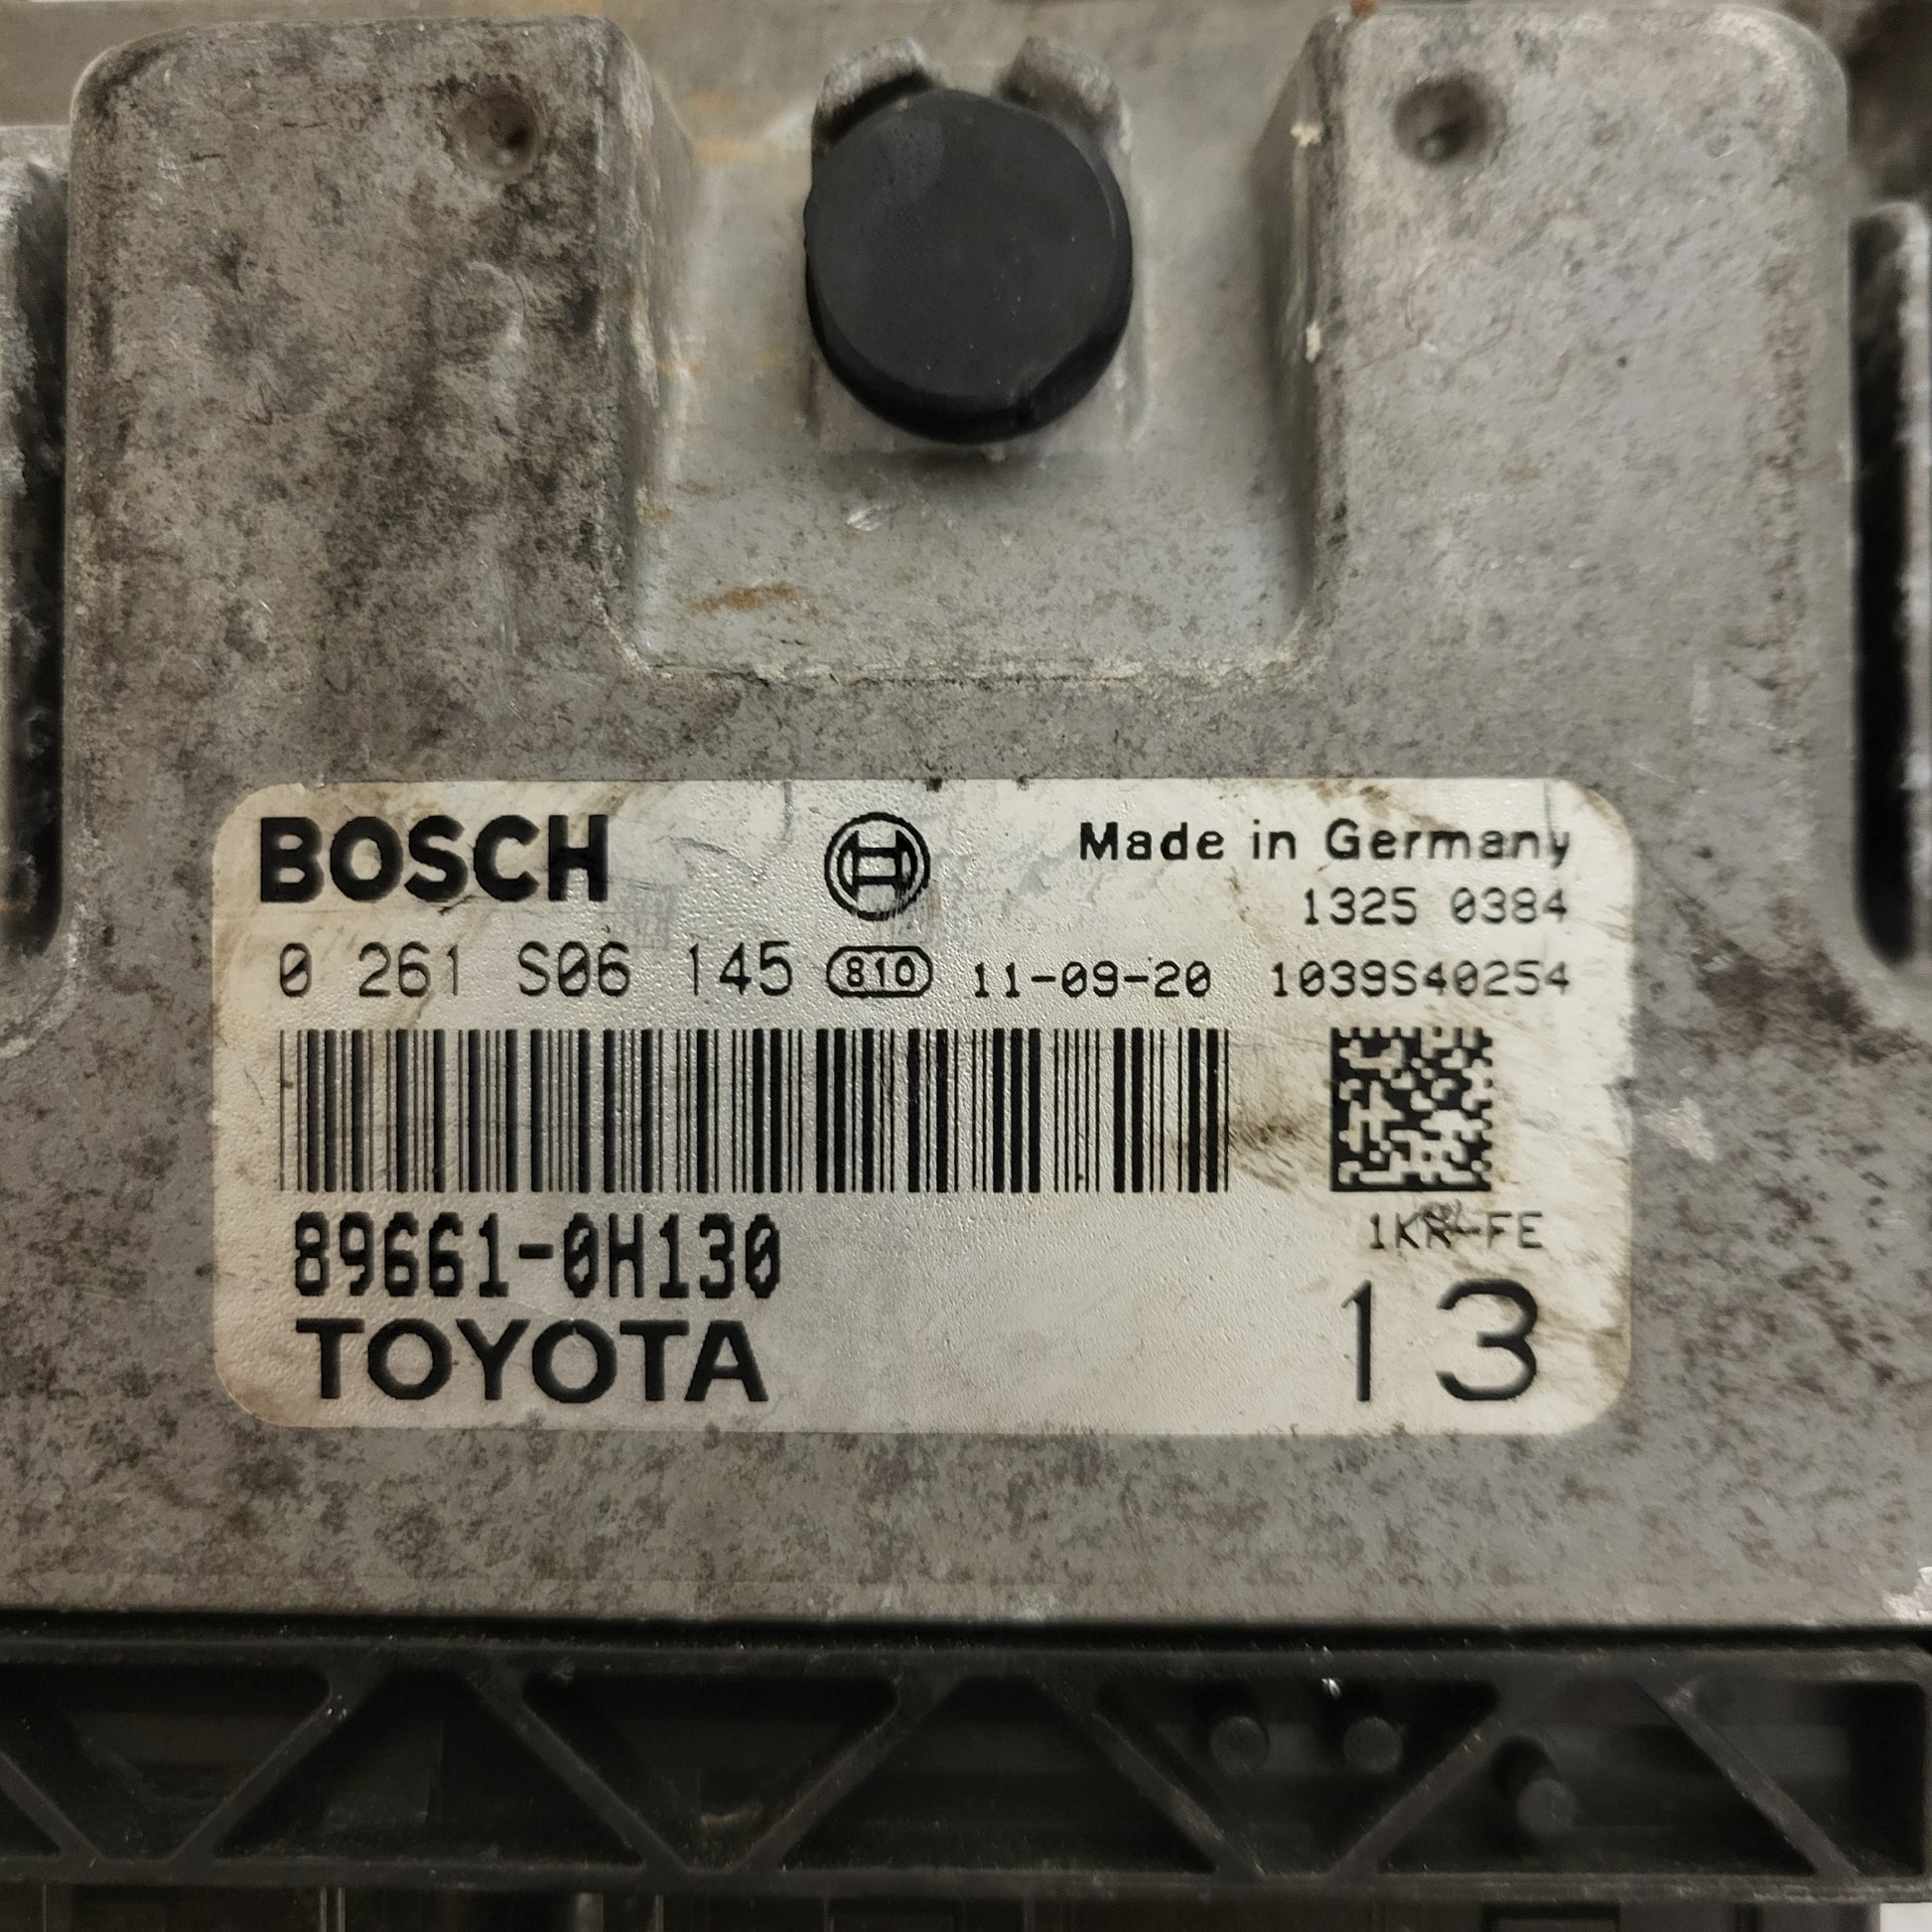 BOSCH Made in Germany
1325 0384
0 261 S06 145 810 11-09-20 1039S40254
89661-0H130 1KR-FE
TOYOTA 13